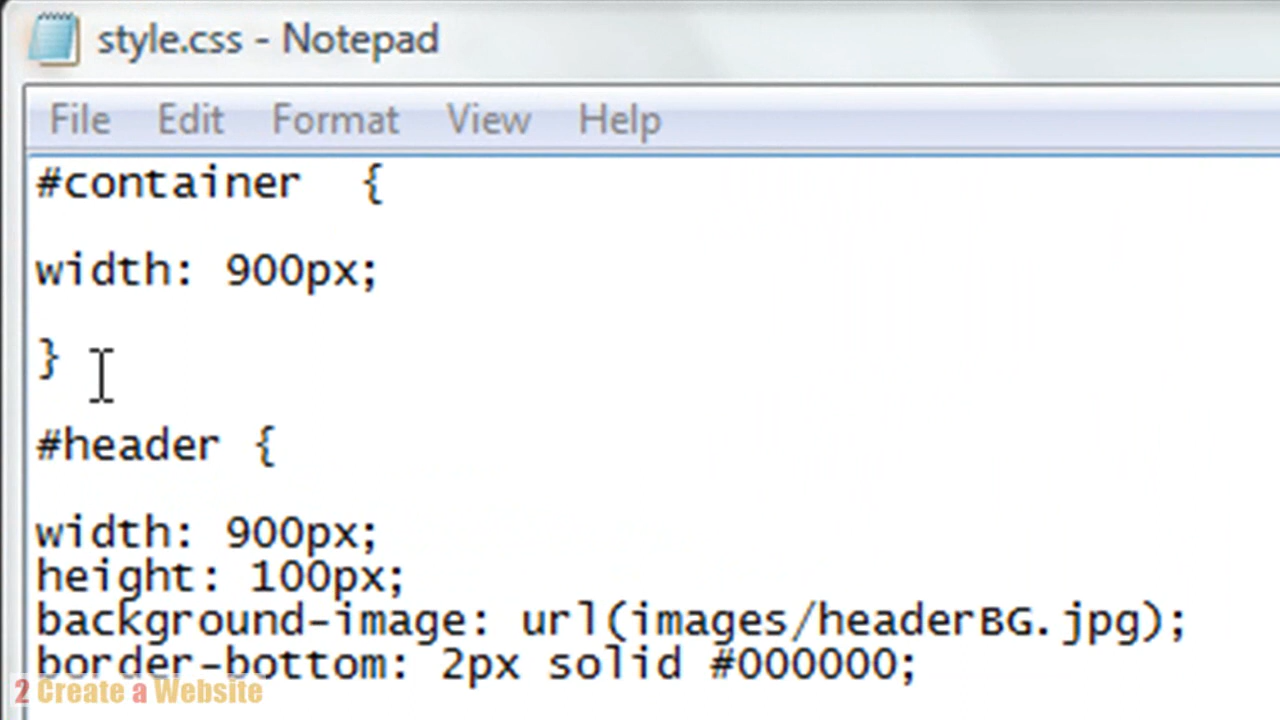 style.css - Notepad
File Edit Format View Help
#container  {
width: 900px;
}
#header {
width: 900px;
height: 100px;
background-image: url(images/headerBG.jpg);
border-bottom: 2px solid #000000;
2 Create a Website